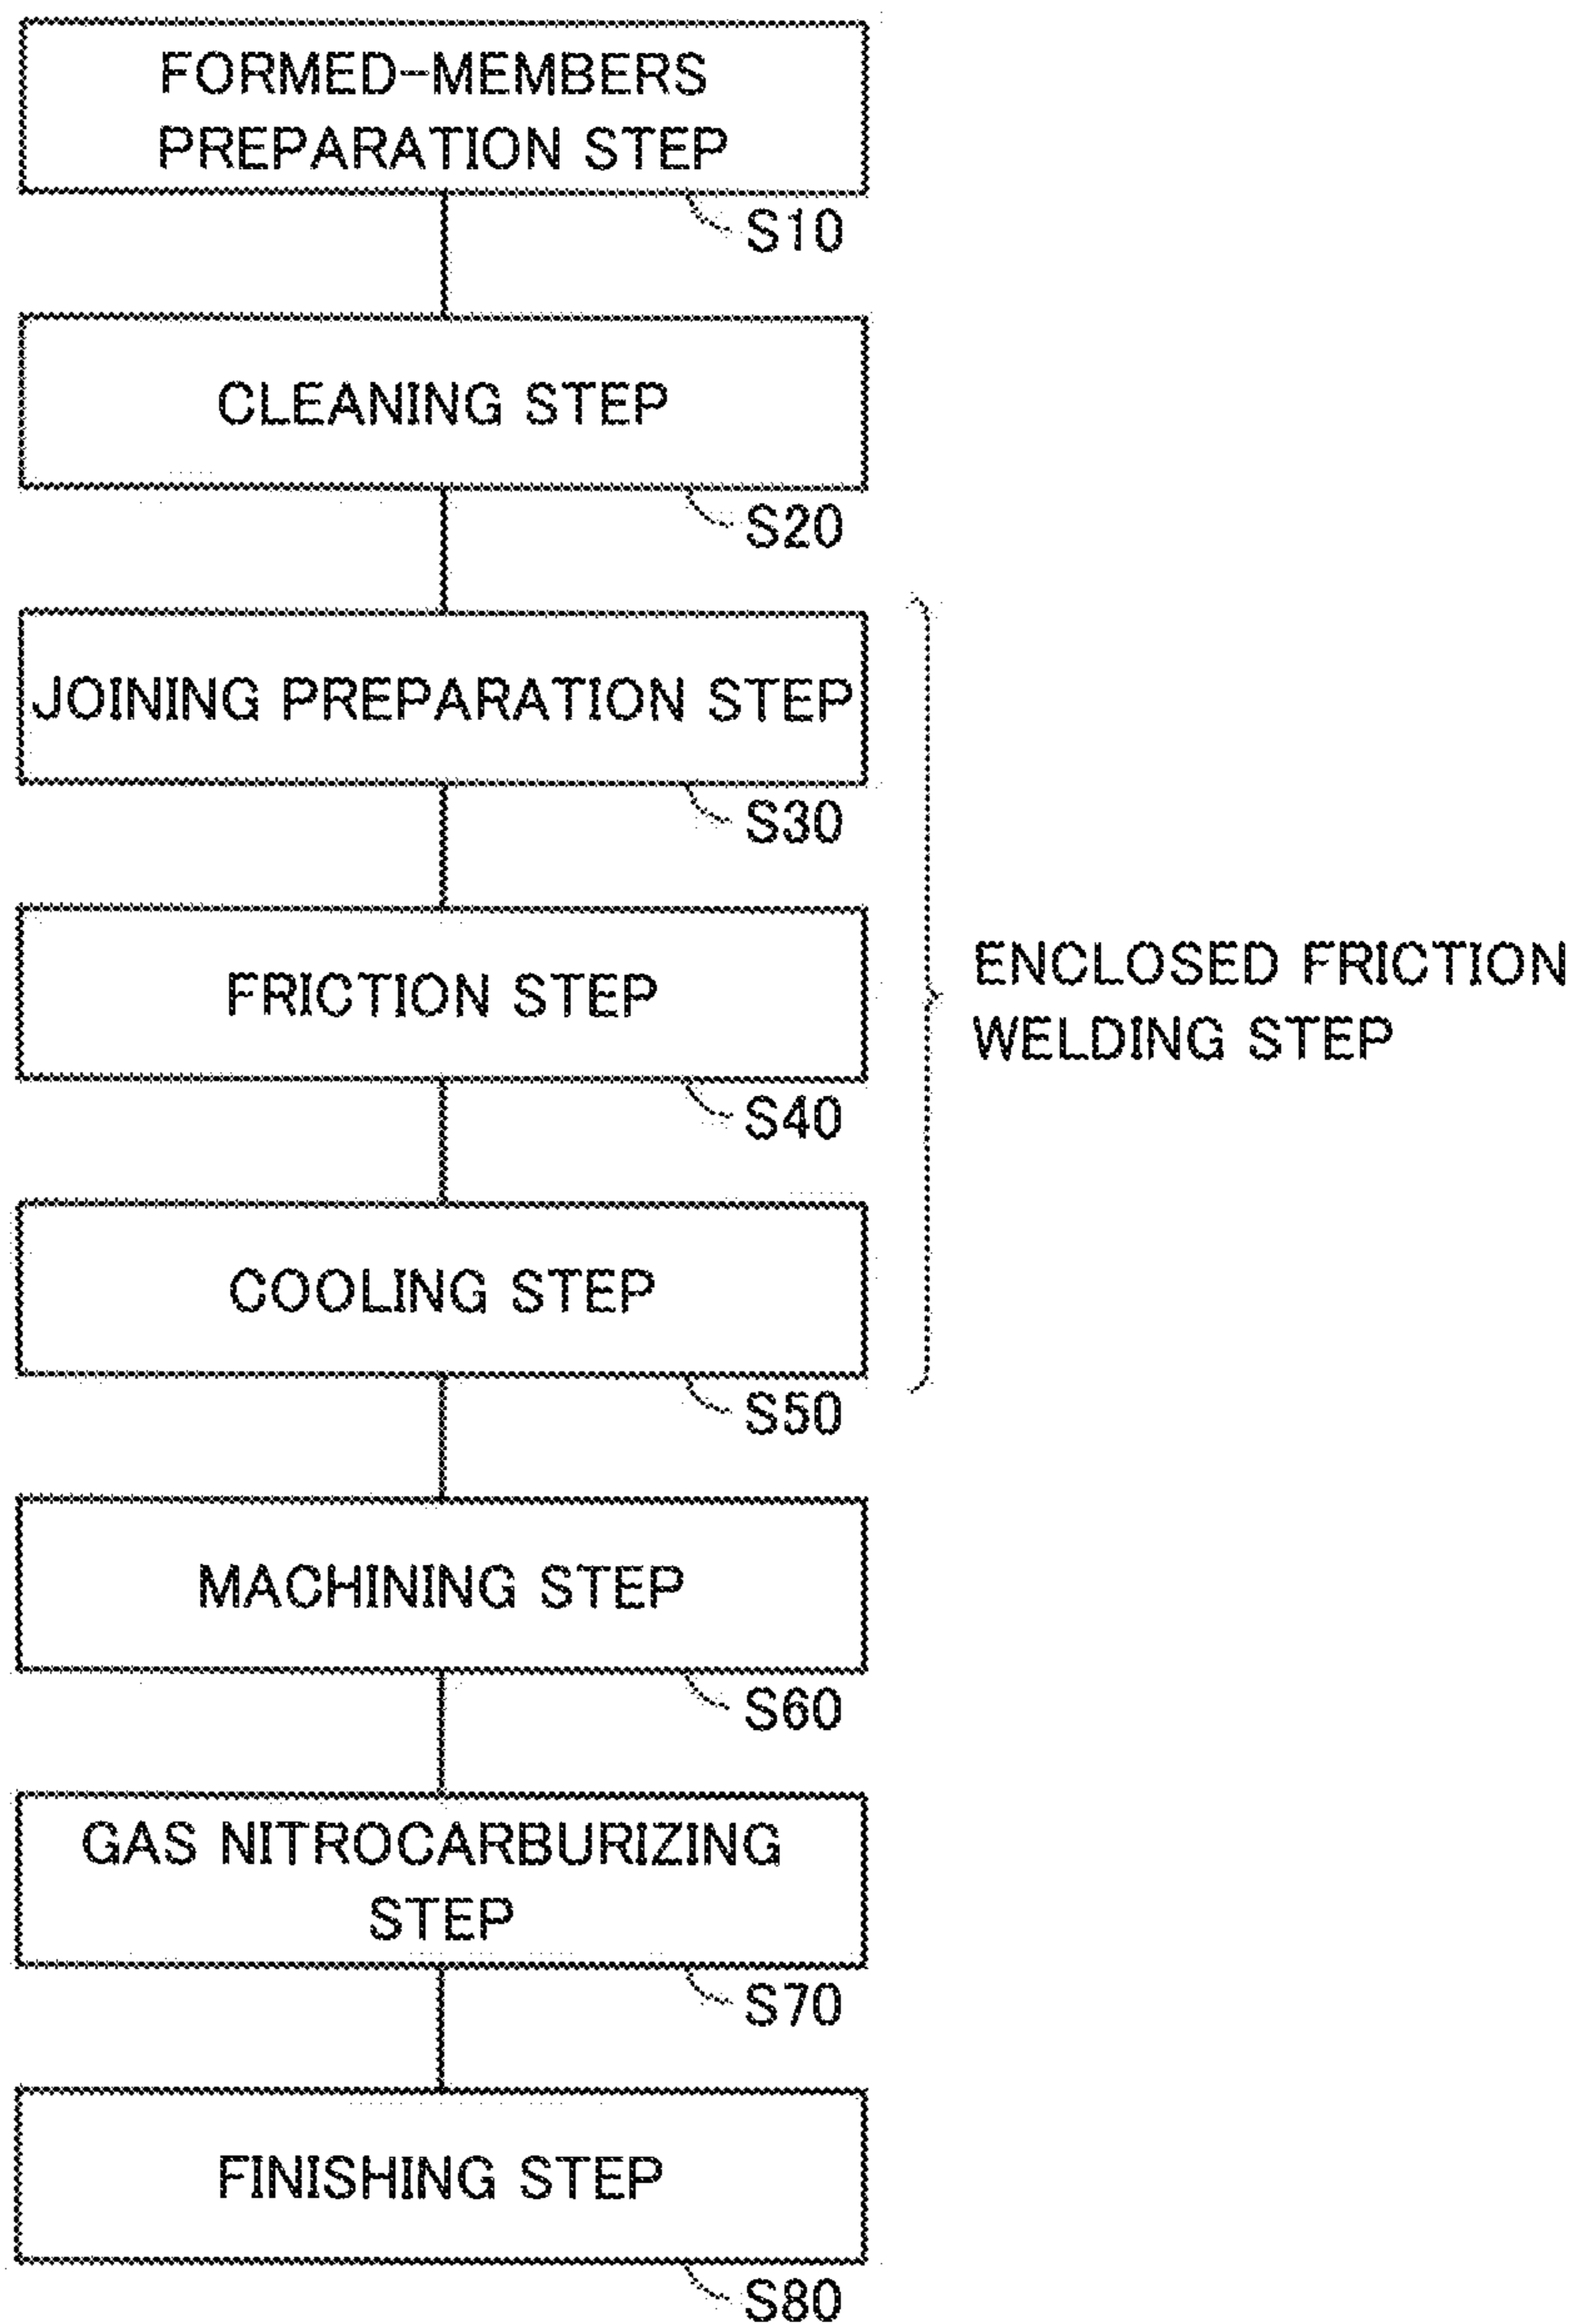 FORMED-MEMBERS
PREPARATION STEP
S10
CLEANING STEP
S20
JOINING PREPARATION STEP
S30
FRICTION STEP
S40
ENCLOSED FRICTION
WELDING STEP
COOLING STEP
S50
MACHINING STEP
S60
GAS NITROCARBURIZING
STEP
S70
FINISHING STEP
S80